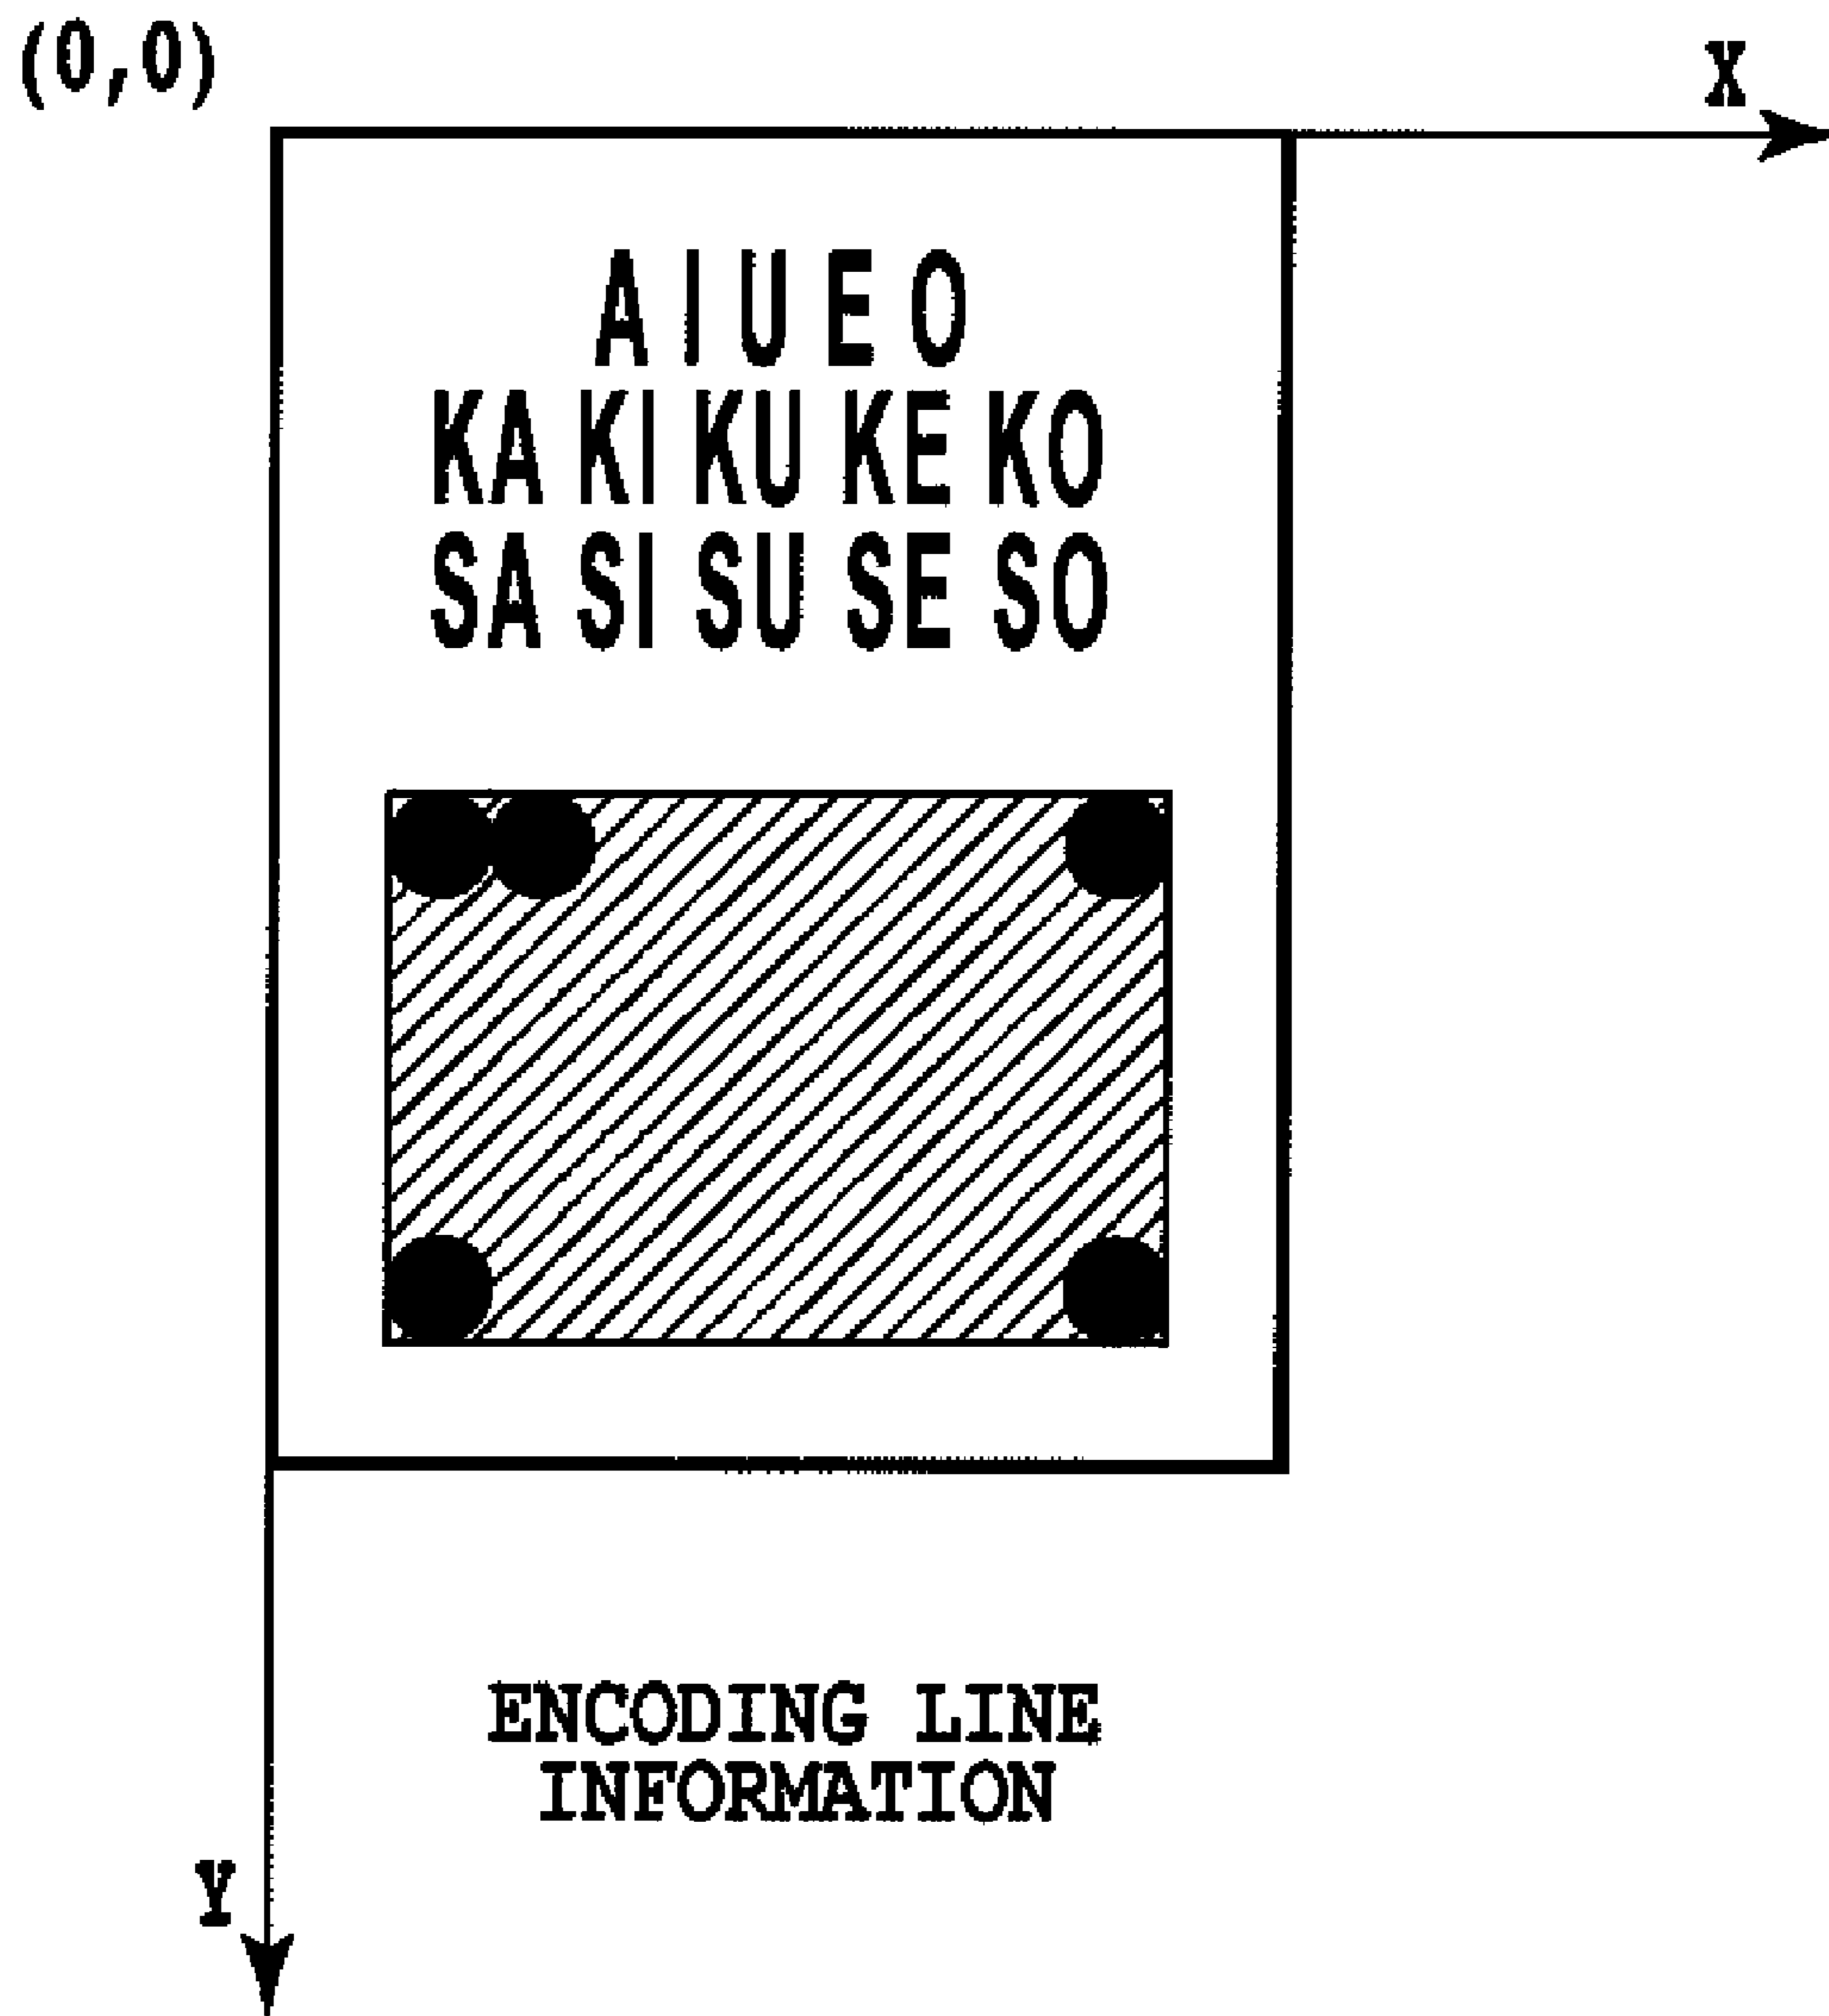 (0,0)
X
A I U E O
KA KI KU KE KO
SA SI SU SE SO
ENCODING LINE
INFORMATION
Y